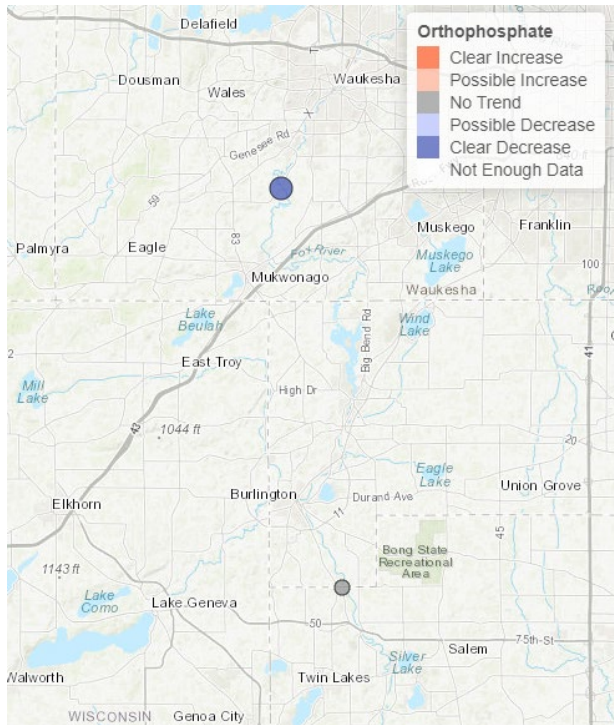 Delafield
Orthophosphate
Clear Increase
Possible Increase
No Trend
Possible Decrease
Clear Decrease
Not Enough Data
Dousman
Wales
Waukesha
Genesee Rd
59
83
Palmyra
Eagle
Fox River
Mukwonago
Muskego
Franklin
Muskego
Lake
100
Waukesha
Lake
Beulah
Wind
Lake
Big Bend Rd
41
East Troy
Mill
Lake
High Dr
43
1044 ft
20
Eagle
Lake
Elkhorn
Burlington
Durand Ave
Union Grove
11
45
Bong State
Recreational
Area
1143 ft
Lake
Como
Lake Geneva
50
75th St
Salem
Silver
Lake
Walworth
Twin Lakes
WISCONSIN
Genoa City